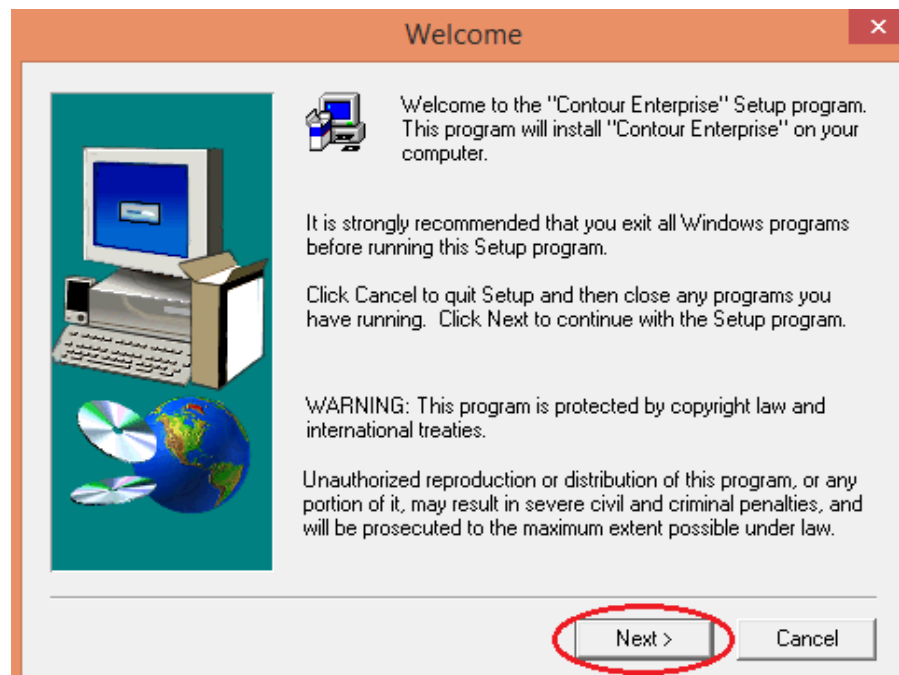 Welcome
Welcome to the "Contour Enterprise" Setup program.
This program will install "Contour Enterprise" on your
computer.
It is strongly recommended that you exit all Windows programs
before running this Setup program.
Click Cancel to quit Setup and then close any programs you
have running. Click Next to continue with the Setup program.
WARNING: This program is protected by copyright law and
international treaties.
Unauthorized reproduction or distribution of this program, or any
portion of it, may result in severe civil and criminal penalties, and
will be prosecuted to the maximum extent possible under law.
Next >
Cancel